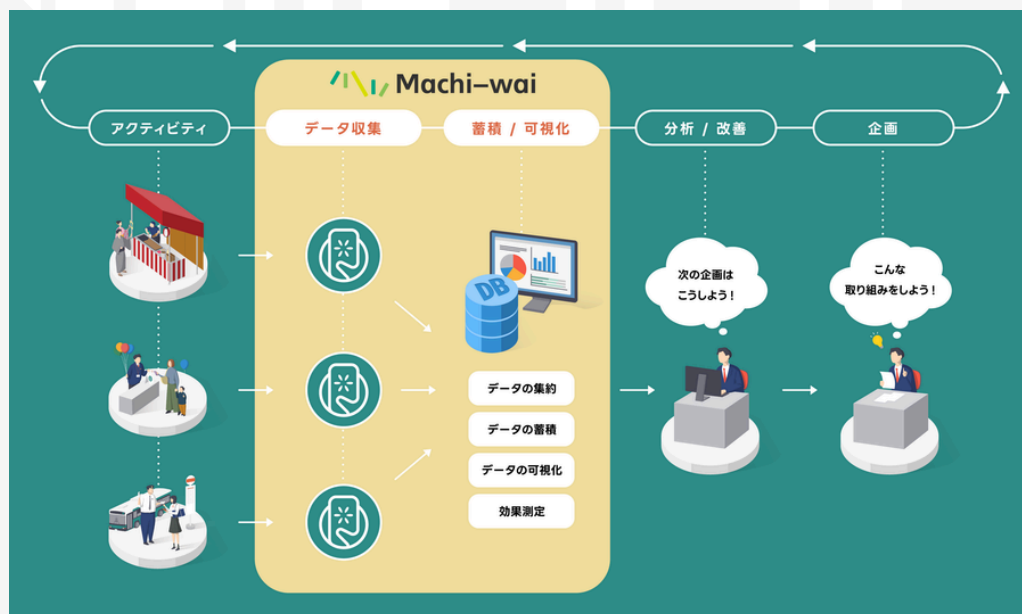 Machi–wai
アクティビティ
データ収集
蓄積 / 可視化
分析 / 改善
企画
次の企画は
こうしよう！
こんな
取り組みをしよう！
DB
データの集約
データの蓄積
データの可視化
効果測定